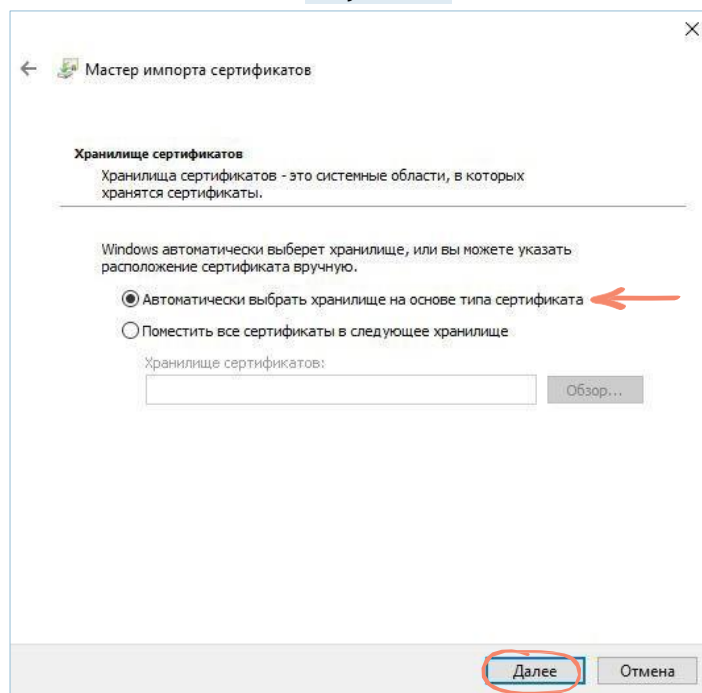 Мастер импорта сертификатов
Хранилище сертификатов
Хранилища сертификатов - это системные области, в которых
хранятся сертификаты.
Windows автоматически выберет хранилище, или вы можете указать
расположение сертификата вручную.
Автоматически выбрать хранилище на основе типа сертификата
Поместить все сертификаты в следующее хранилище
Хранилище сертификатов:
Обзор...
Далее
Отмена